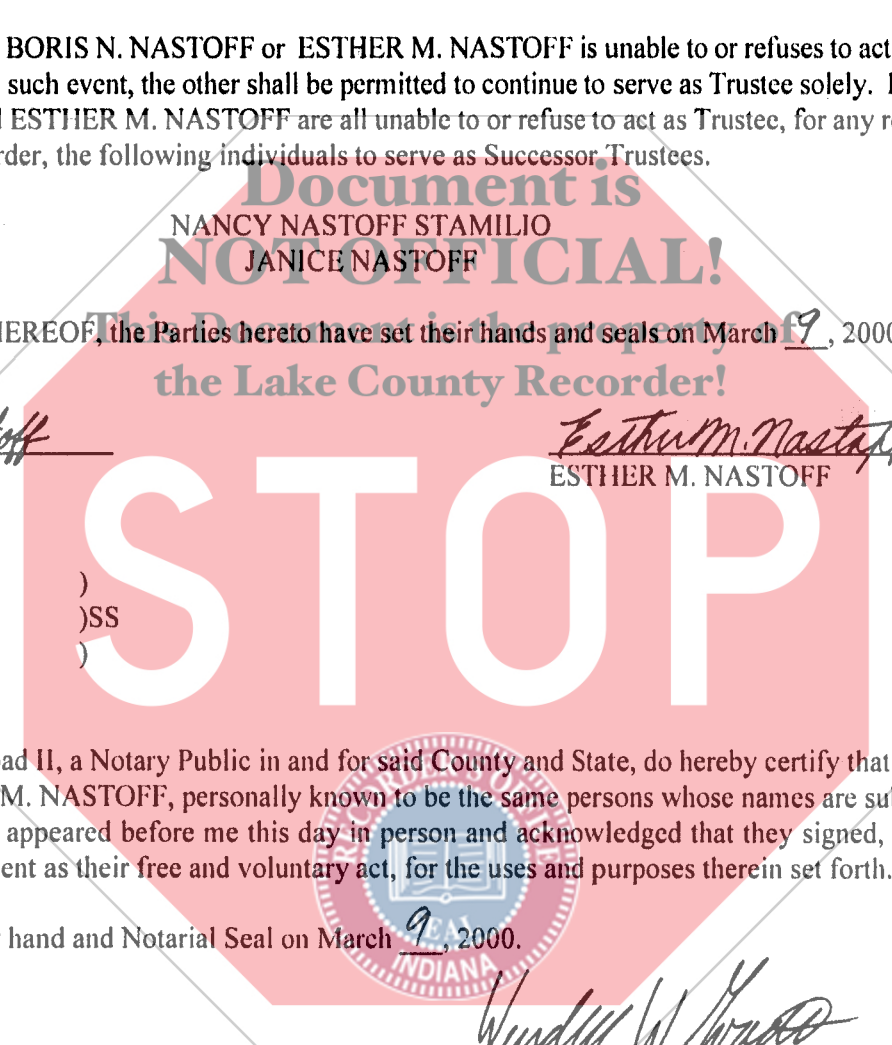 BORIS N. NASTOFF or ESTHER M. NASTOFF is unable to or refuses to act
such event, the other shall be permitted to continue to serve as Trustee solely.
ESTHER M. NASTOFF are all unable to or refuse to act as Trustee, for any
rder, the following individuals to serve as Successor Trustees.
Document is
NANCY NASTOFF STAMILIO
NOT OFFICIAL!
JANICE NASTOFF
This Document is the property of
HEREOF, the Parties hereto have set their hands and seals on March 9, 2000
the Lake County Recorder!
Esther M. Nastoff
ESTHER M. NASTOFF
STOP
)
)SS
)
ad II, a Notary Public in and for said County and State, do hereby certify that
M. NASTOFF, personally known to be the same persons whose names are su
appeared before me this day in person and acknowledged that they signed,
ent as their free and voluntary act, for the uses and purposes therein set forth.
RECORDER'S OFFICE
SEAL
hand and Notarial Seal on March 9, 2000.
INDIANA